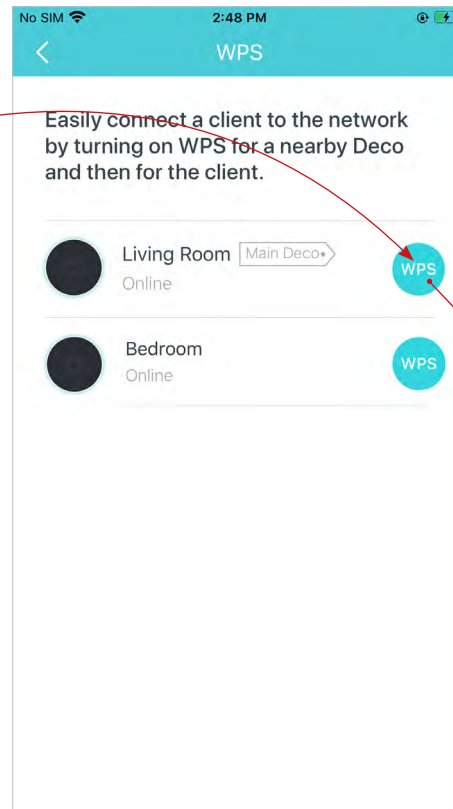 No SIM 2:48 PM
WPS
Easily connect a client to the network
by turning on WPS for a nearby Deco
and then for the client.
Living Room Main Deco
WPS
Online
Bedroom
WPS
Online